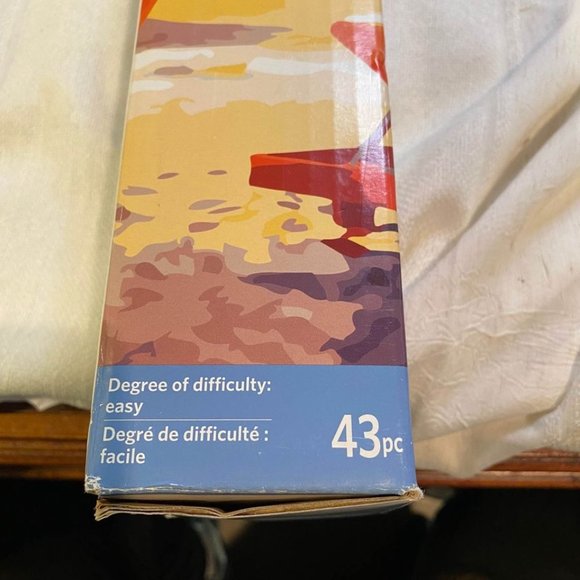 Degree of difficulty:
easy
Degré de difficulté :
facile
43pc